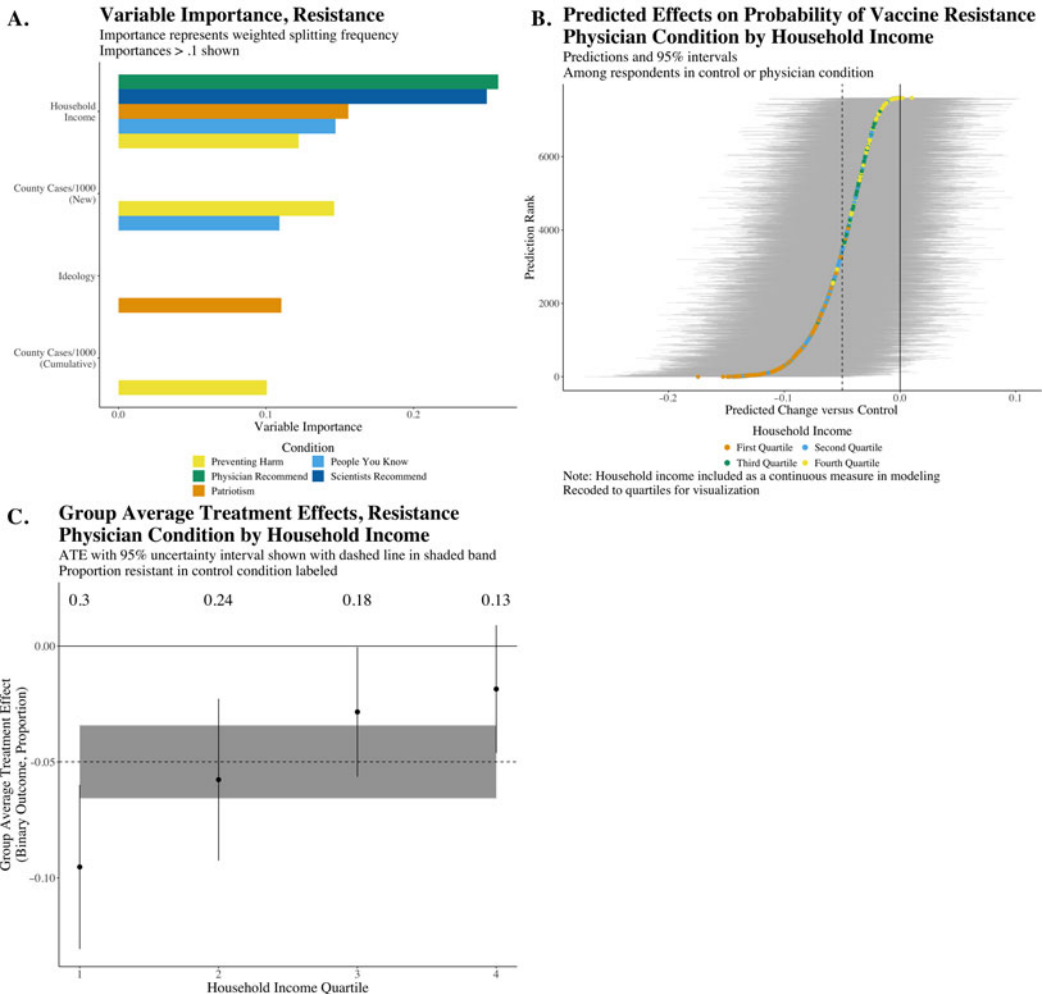 A.
Variable Importance, Resistance
Importance represents weighted splitting frequency
Importances > .1 shown
Household
Income
County Cases/1000
(New)
Ideology
County Cases/1000
(Cumulative)
0.0
0.1
0.2
Variable Importance
Condition
Preventing Harm
People You Know
Physician Recommend
Scientists Recommend
Patriotism
B.
Predicted Effects on Probability of Vaccine Resistance
Physician Condition by Household Income
Predictions and 95% intervals
Among respondents in control or physician condition
Prediction Rank
6000
4000
2000
0
−0.2
−0.1
0.0
0.1
Predicted Change versus Control
Household Income
First Quartile
Second Quartile
Third Quartile
Fourth Quartile
Note: Household income included as a continuous measure in modeling
Recoded to quartiles for visualization
C.
Group Average Treatment Effects, Resistance
Physician Condition by Household Income
ATE with 95% uncertainty interval shown with dashed line in shaded band
Proportion resistant in control condition labeled
0.3
0.24
0.18
0.13
Group Average Treatment Effect
(Binary Outcome, Proportion)
0.00
−0.05
−0.10
1
2
3
4
Household Income Quartile